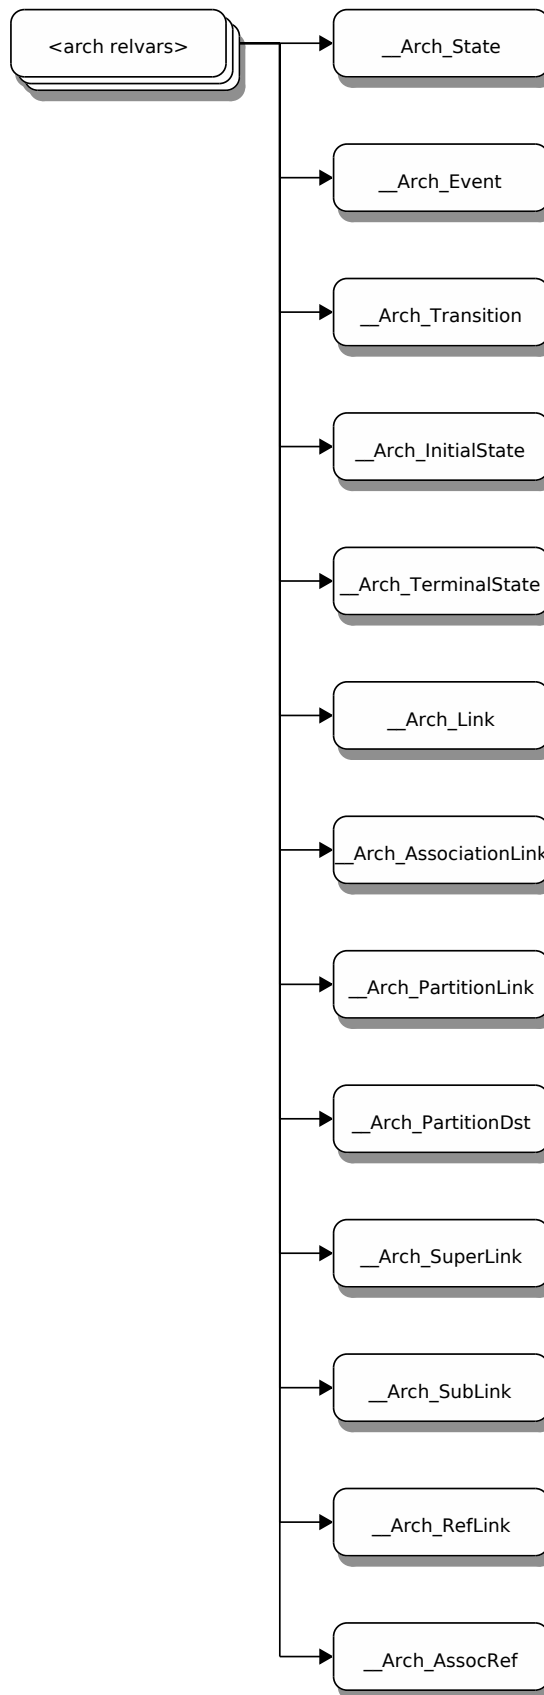 <arch relvars>
__Arch_State
__Arch_Event
__Arch_Transition
__Arch_InitialState
__Arch_TerminalState
__Arch_Link
__Arch_AssociationLink
__Arch_PartitionLink
__Arch_PartitionDst
__Arch_SuperLink
__Arch_SubLink
__Arch_RefLink
__Arch_AssocRef